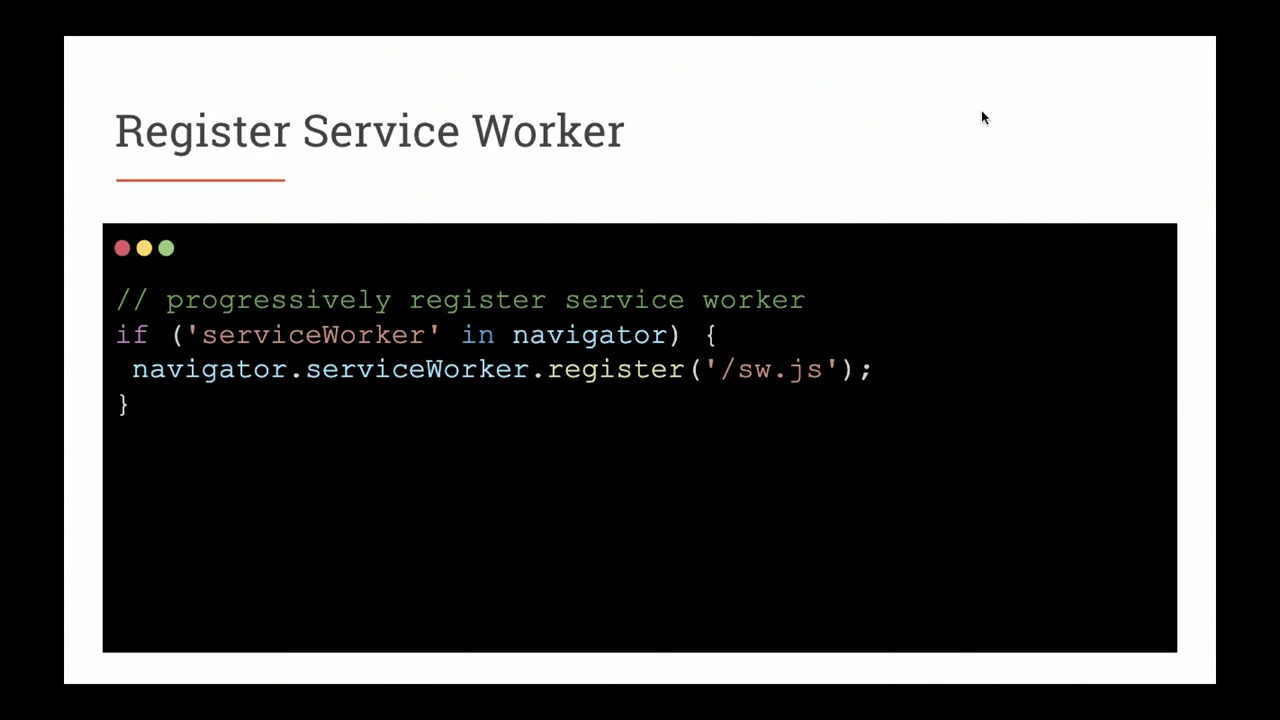 Register Service Worker
// progressively register service worker
if ('serviceWorker' in navigator) {
navigator.serviceWorker.register('/sw.js');
}